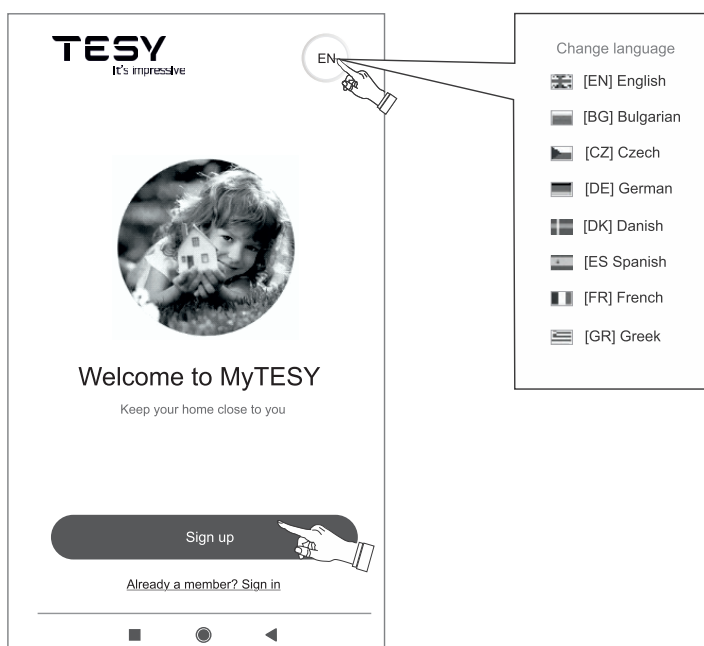 TESY
It's impressive
EN
Welcome to MyTESY
Keep your home close to you
Sign up
Already a member? Sign in
Change language
[EN] English
[BG] Bulgarian
[CZ] Czech
[DE] German
[DK] Danish
[ES Spanish
[FR] French
[GR] Greek